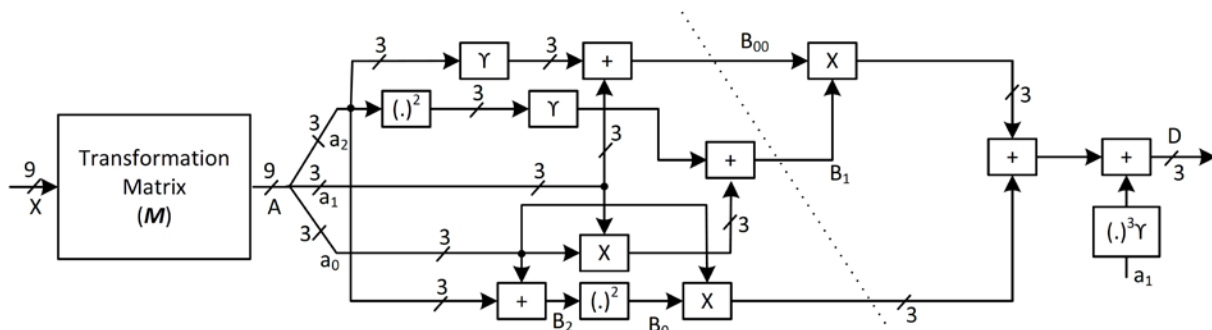 3
ϒ
3
+
B00
X
3
(.)²
3
ϒ
3
a2
Transformation
Matrix
(M)
9
X
9
A
3
a1
3
3
+
B1
3
+
+
D
3
3
a0
3
X
3
(.)³ϒ
a1
3
+
B2
(.)²
B0
X
3